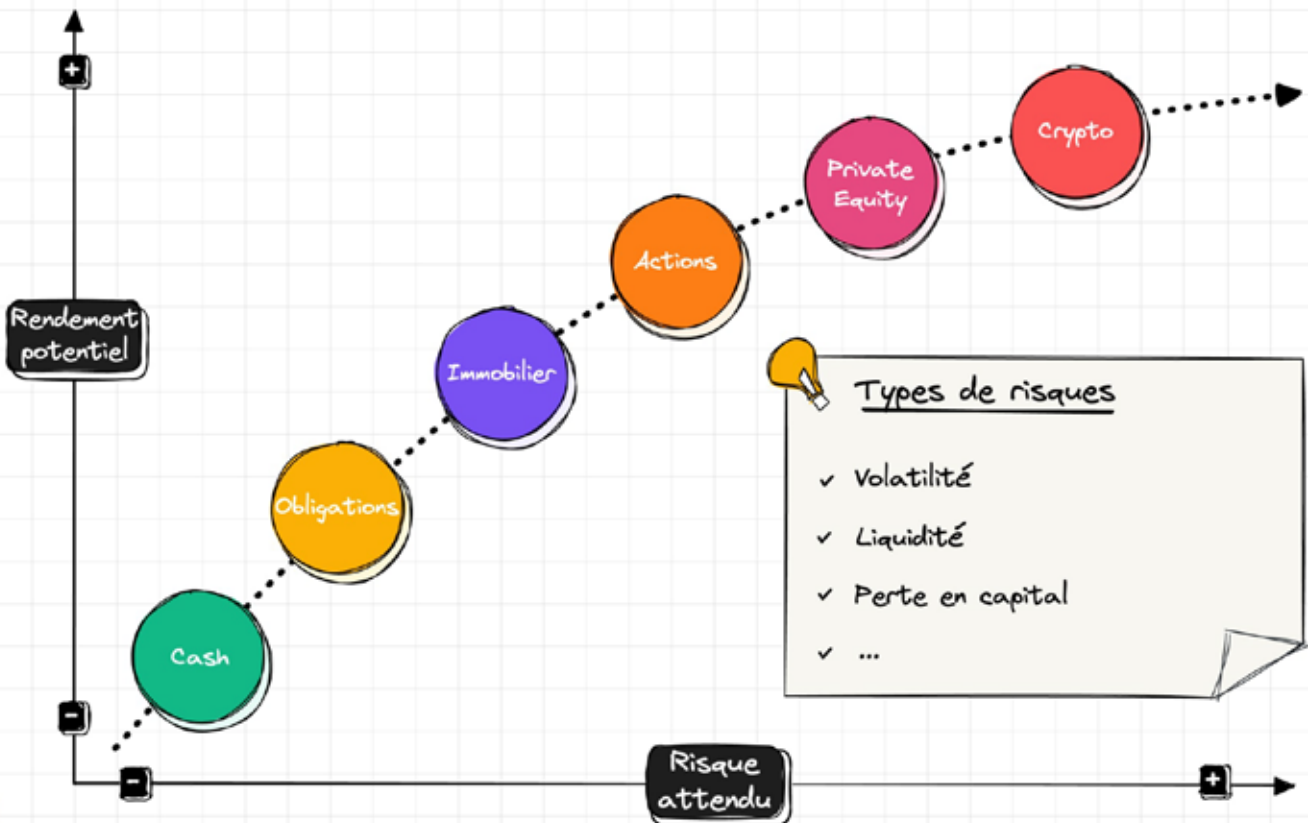 +
Crypto
Private
Equity
Actions
Rendement
potentiel
Immobilier
Types de risques
Volatilité
Obligations
Liquidité
Perte en capital
...
Cash
-
-
Risque
attendu
+